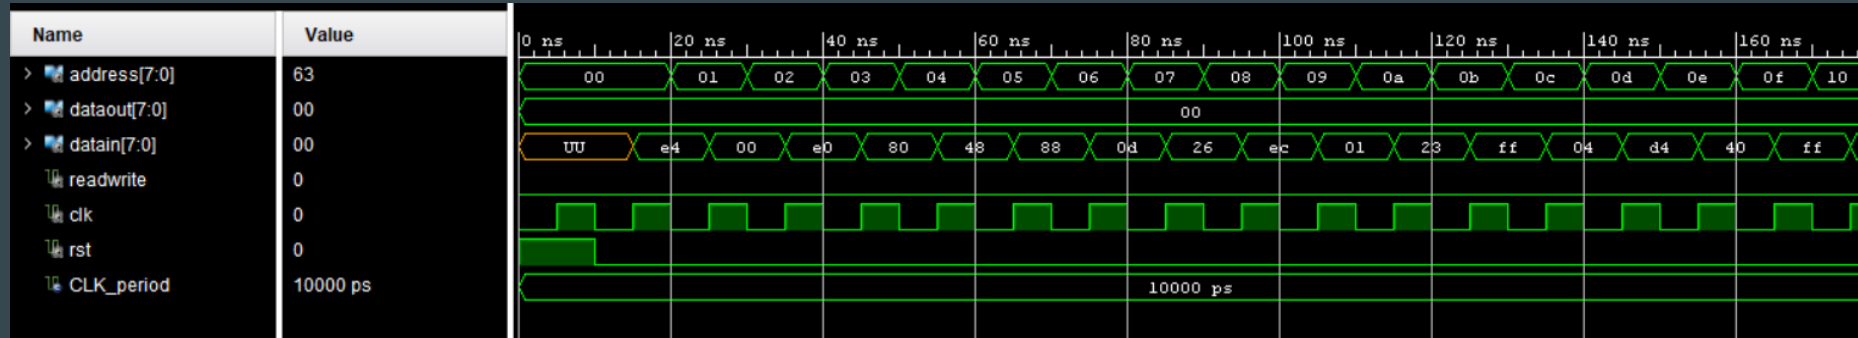 Name Value 0 ns 20 ns 40 ns 60 ns 80 ns 100 ns 120 ns 140 ns 160 ns
address[7:0] 63 00 01 02 03 04 05 06 07 08 09 0a 0b 0c 0d 0e 0f 10
dataout[7:0] 00 00
datain[7:0] 00 UU e4 00 e0 80 48 88 0d 26 ec 01 23 ff 04 d4 40 ff
readwrite 0
clk 0
rst 0
CLK_period 10000 ps 10000 ps